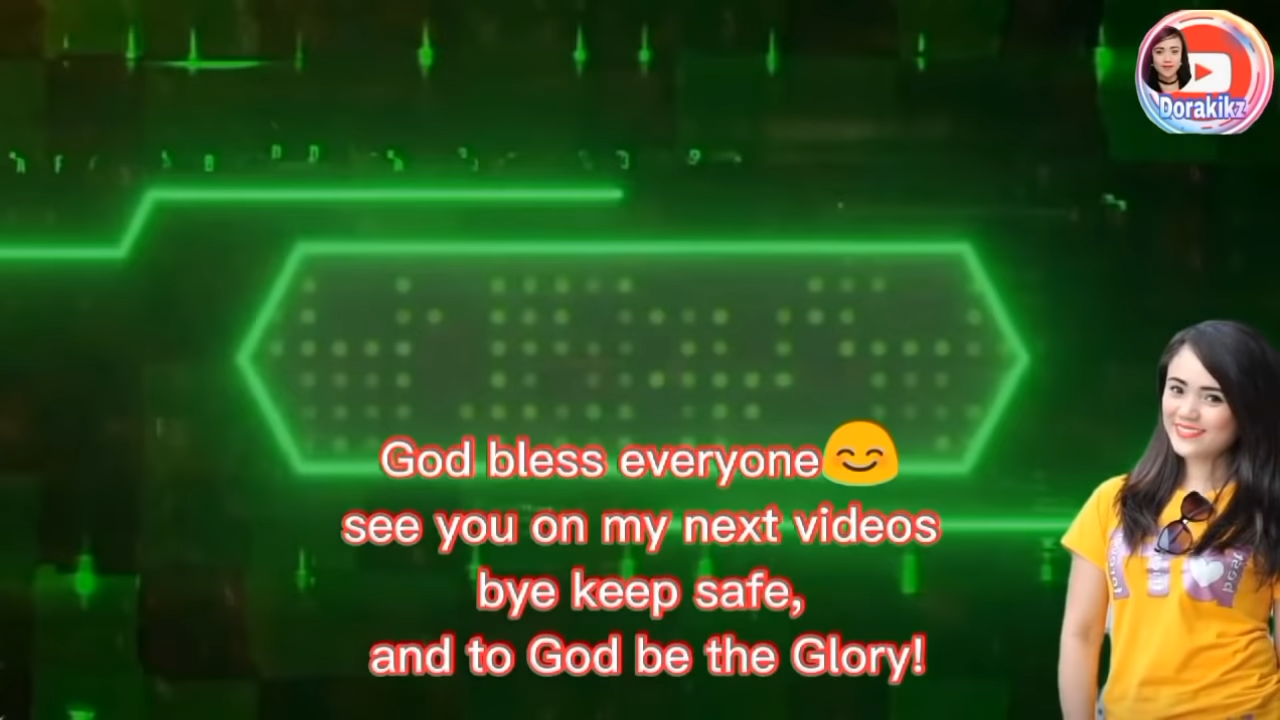 Dorakikz
God bless everyone😊
see you on my next videos
bye keep safe,
and to God be the Glory!